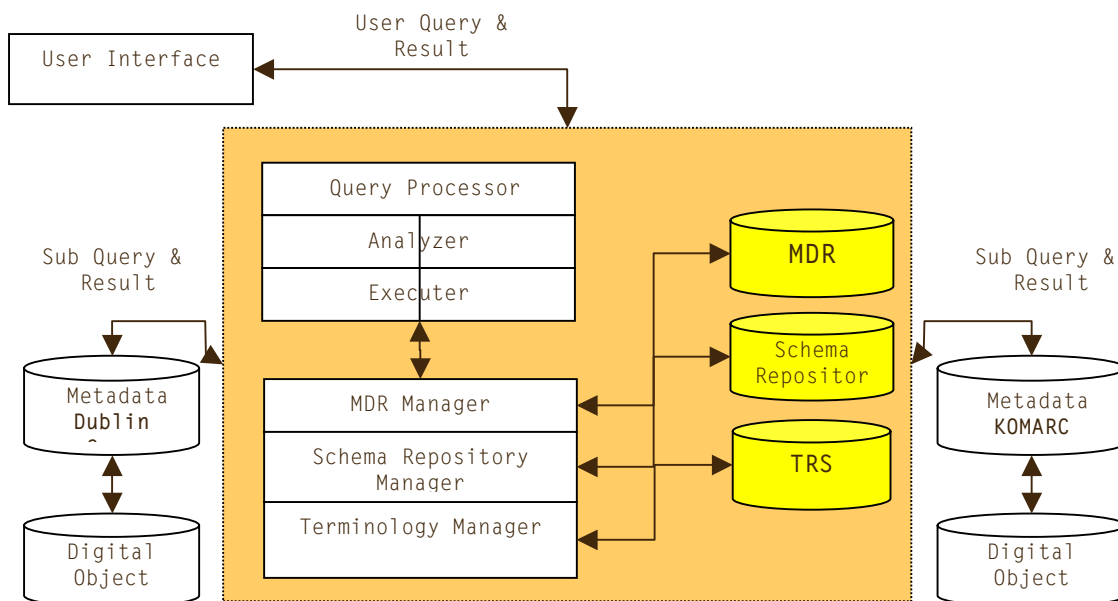 User Query &
Result
User Interface
Query Processor
Analyzer
Executer
MDR
Sub Query &
Result
Sub Query &
Result
Schema
Repositor
Metadata
Dublin
MDR Manager
Metadata
KOMARC
Schema Repository
Manager
TRS
Terminology Manager
Digital
Object
Digital
Object